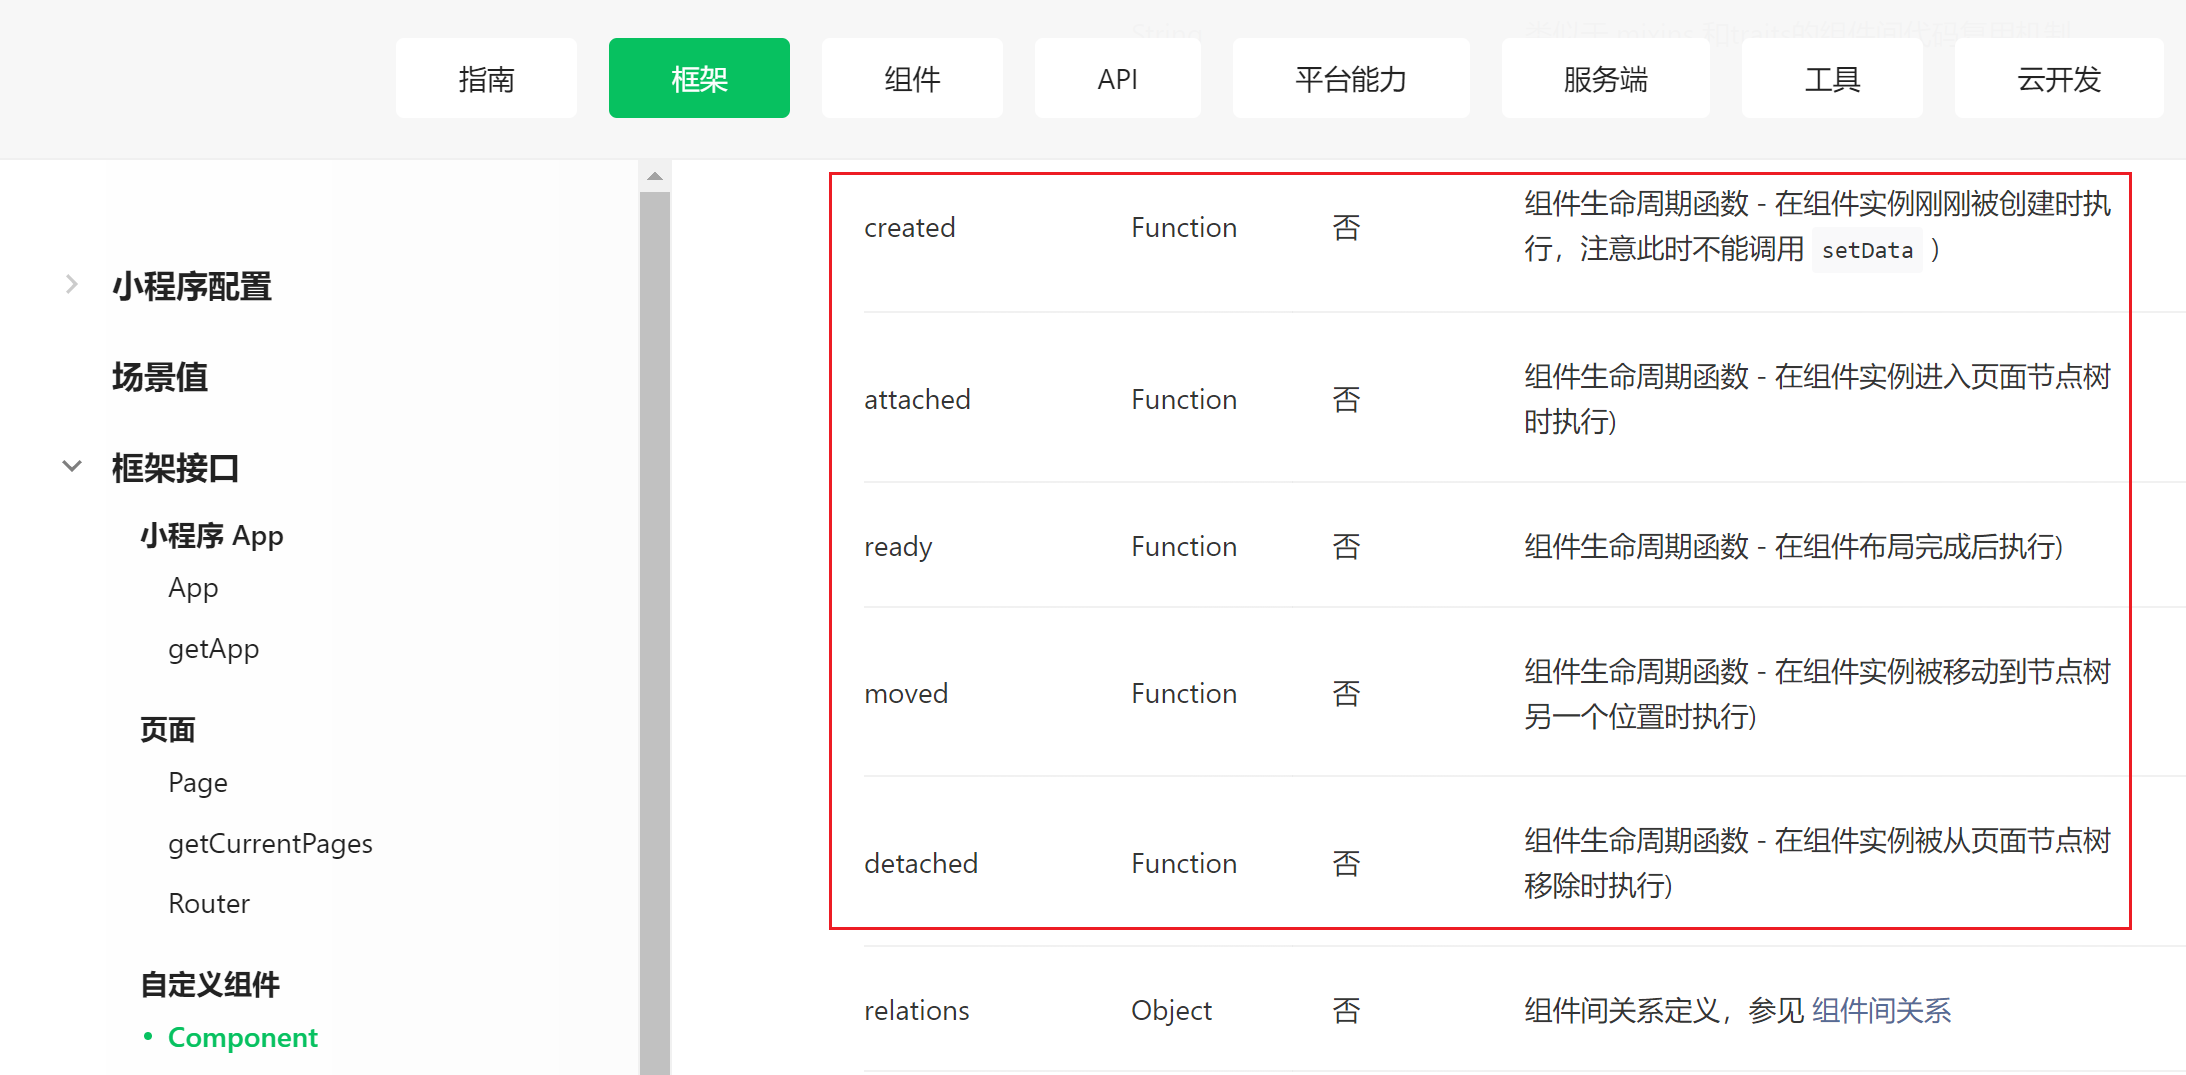 指南
框架
组件
API
平台能力
服务端
工具
云开发
小程序配置
场景值
框架接口
小程序 App
App
getApp
页面
Page
getCurrentPages
Router
自定义组件
• Component
created Function 否 组件生命周期函数 - 在组件实例刚刚被创建时执
行，注意此时不能调用 setData )
attached Function 否 组件生命周期函数 - 在组件实例进入页面节点树
时执行)
ready Function 否 组件生命周期函数 - 在组件布局完成后执行)
moved Function 否 组件生命周期函数 - 在组件实例被移动到节点树
另一个位置时执行)
detached Function 否 组件生命周期函数 - 在组件实例被从页面节点树
移除时执行)
relations Object 否 组件间关系定义，参见 组件间关系